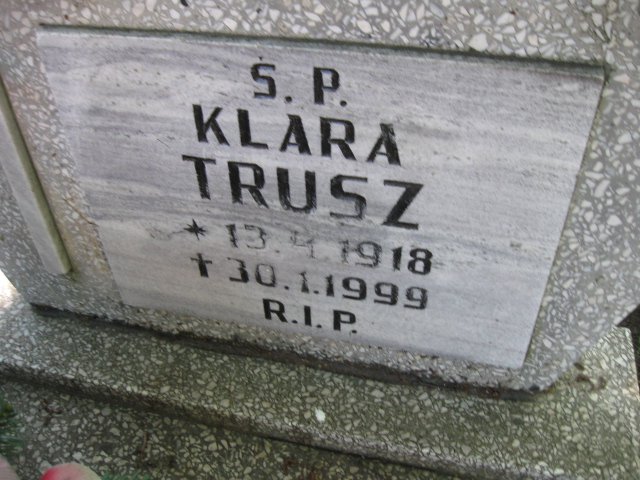 Ś. P.
KLARA
TRUSZ
* 13.4.1918
† 30.1.1999
R.I.P.